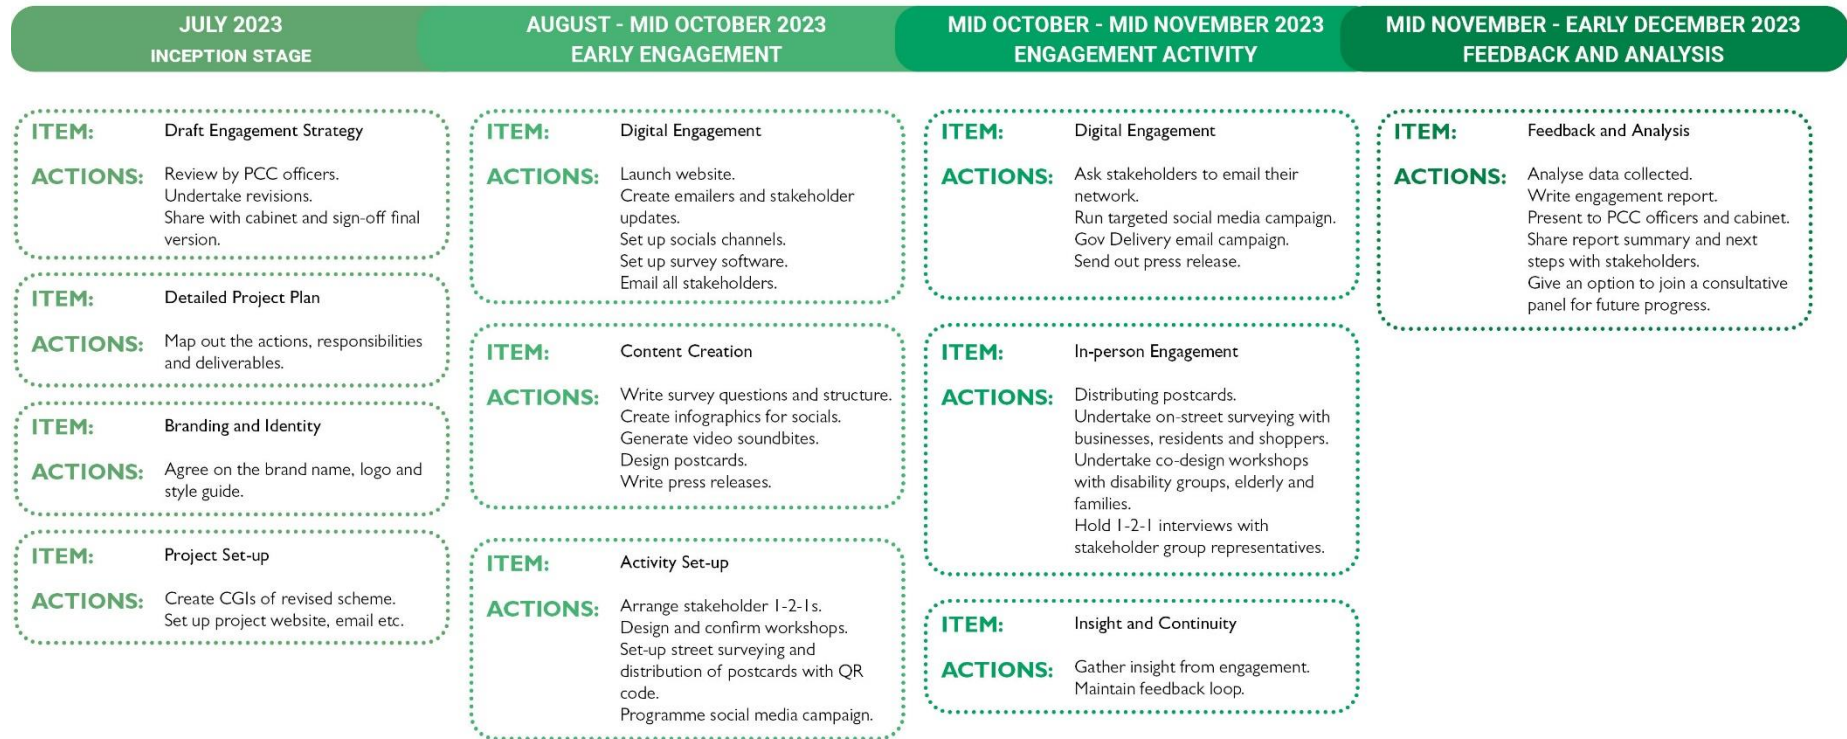 JULY 2023
INCEPTION STAGE
ITEM: Draft Engagement Strategy
ACTIONS: Review by PCC officers.
Undertake revisions.
Share with cabinet and sign-off final
version.
ITEM: Detailed Project Plan
ACTIONS: Map out the actions, responsibilities
and deliverables.
ITEM: Branding and Identity
ACTIONS: Agree on the brand name, logo and
style guide.
ITEM: Project Set-up
ACTIONS: Create CGIs of revised scheme.
Set up project website, email etc.
AUGUST - MID OCTOBER 2023
EARLY ENGAGEMENT
ITEM: Digital Engagement
ACTIONS: Launch website.
Create emailers and stakeholder
updates.
Set up socials channels.
Set up survey software.
Email all stakeholders.
ITEM: Content Creation
ACTIONS: Write survey questions and structure.
Create infographics for socials.
Generate video soundbites.
Design postcards.
Write press releases.
ITEM: Activity Set-up
ACTIONS: Arrange stakeholder 1-2-1s.
Design and confirm workshops.
Set-up street surveying and
distribution of postcards with QR
code.
Programme social media campaign.
MID OCTOBER - MID NOVEMBER 2023
ENGAGEMENT ACTIVITY
ITEM: Digital Engagement
ACTIONS: Ask stakeholders to email their
network.
Run targeted social media campaign.
Gov Delivery email campaign.
Send out press release.
ITEM: In-person Engagement
ACTIONS: Distributing postcards.
Undertake on-street surveying with
businesses, residents and shoppers.
Undertake co-design workshops
with disability groups, elderly and
families.
Hold 1-2-1 interviews with
stakeholder group representatives.
ITEM: Insight and Continuity
ACTIONS: Gather insight from engagement.
Maintain feedback loop.
MID NOVEMBER - EARLY DECEMBER 2023
FEEDBACK AND ANALYSIS
ITEM: Feedback and Analysis
ACTIONS: Analyse data collected.
Write engagement report.
Present to PCC officers and cabinet.
Share report summary and next
steps with stakeholders.
Give an option to join a consultative
panel for future progress.